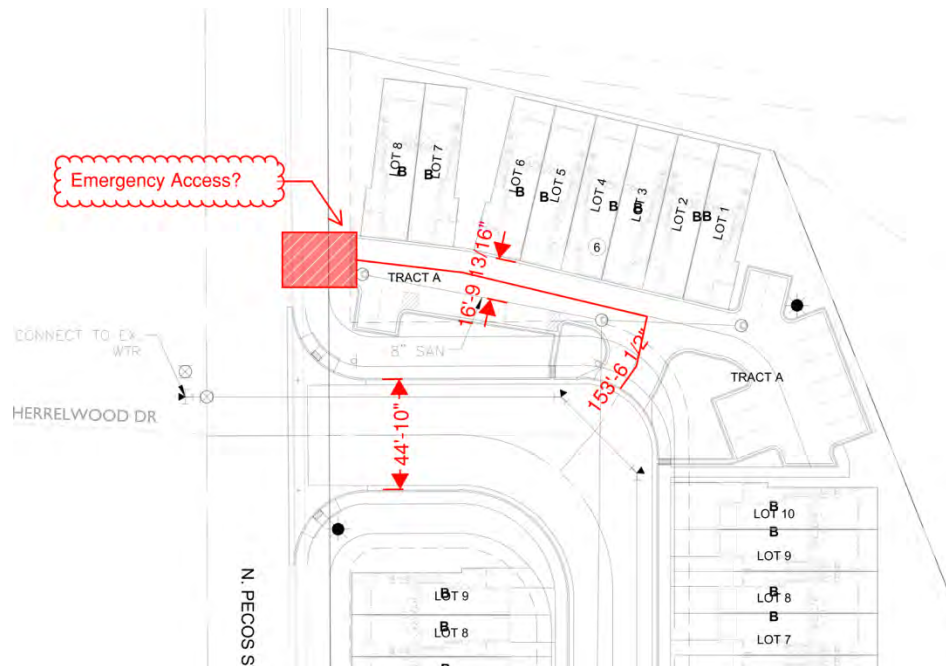 LOT 8
B
LOT 7
B
LOT 6
B
LOT 5
B
LOT 4
B
LOT 3
B
LOT 2
B
B
LOT 1
6
Emergency Access?
TRACT A
16'-9 13/16"
8" SAN
153'-6 1/2"
TRACT A
CONNECT TO EX.
WTR
HERRELWOOD DR
44'-10"
N. PECOS S
B
LOT 10
B
LOT 9
B
LOT 8
B
LOT 7
B
LOT 9
B
LOT 8
B